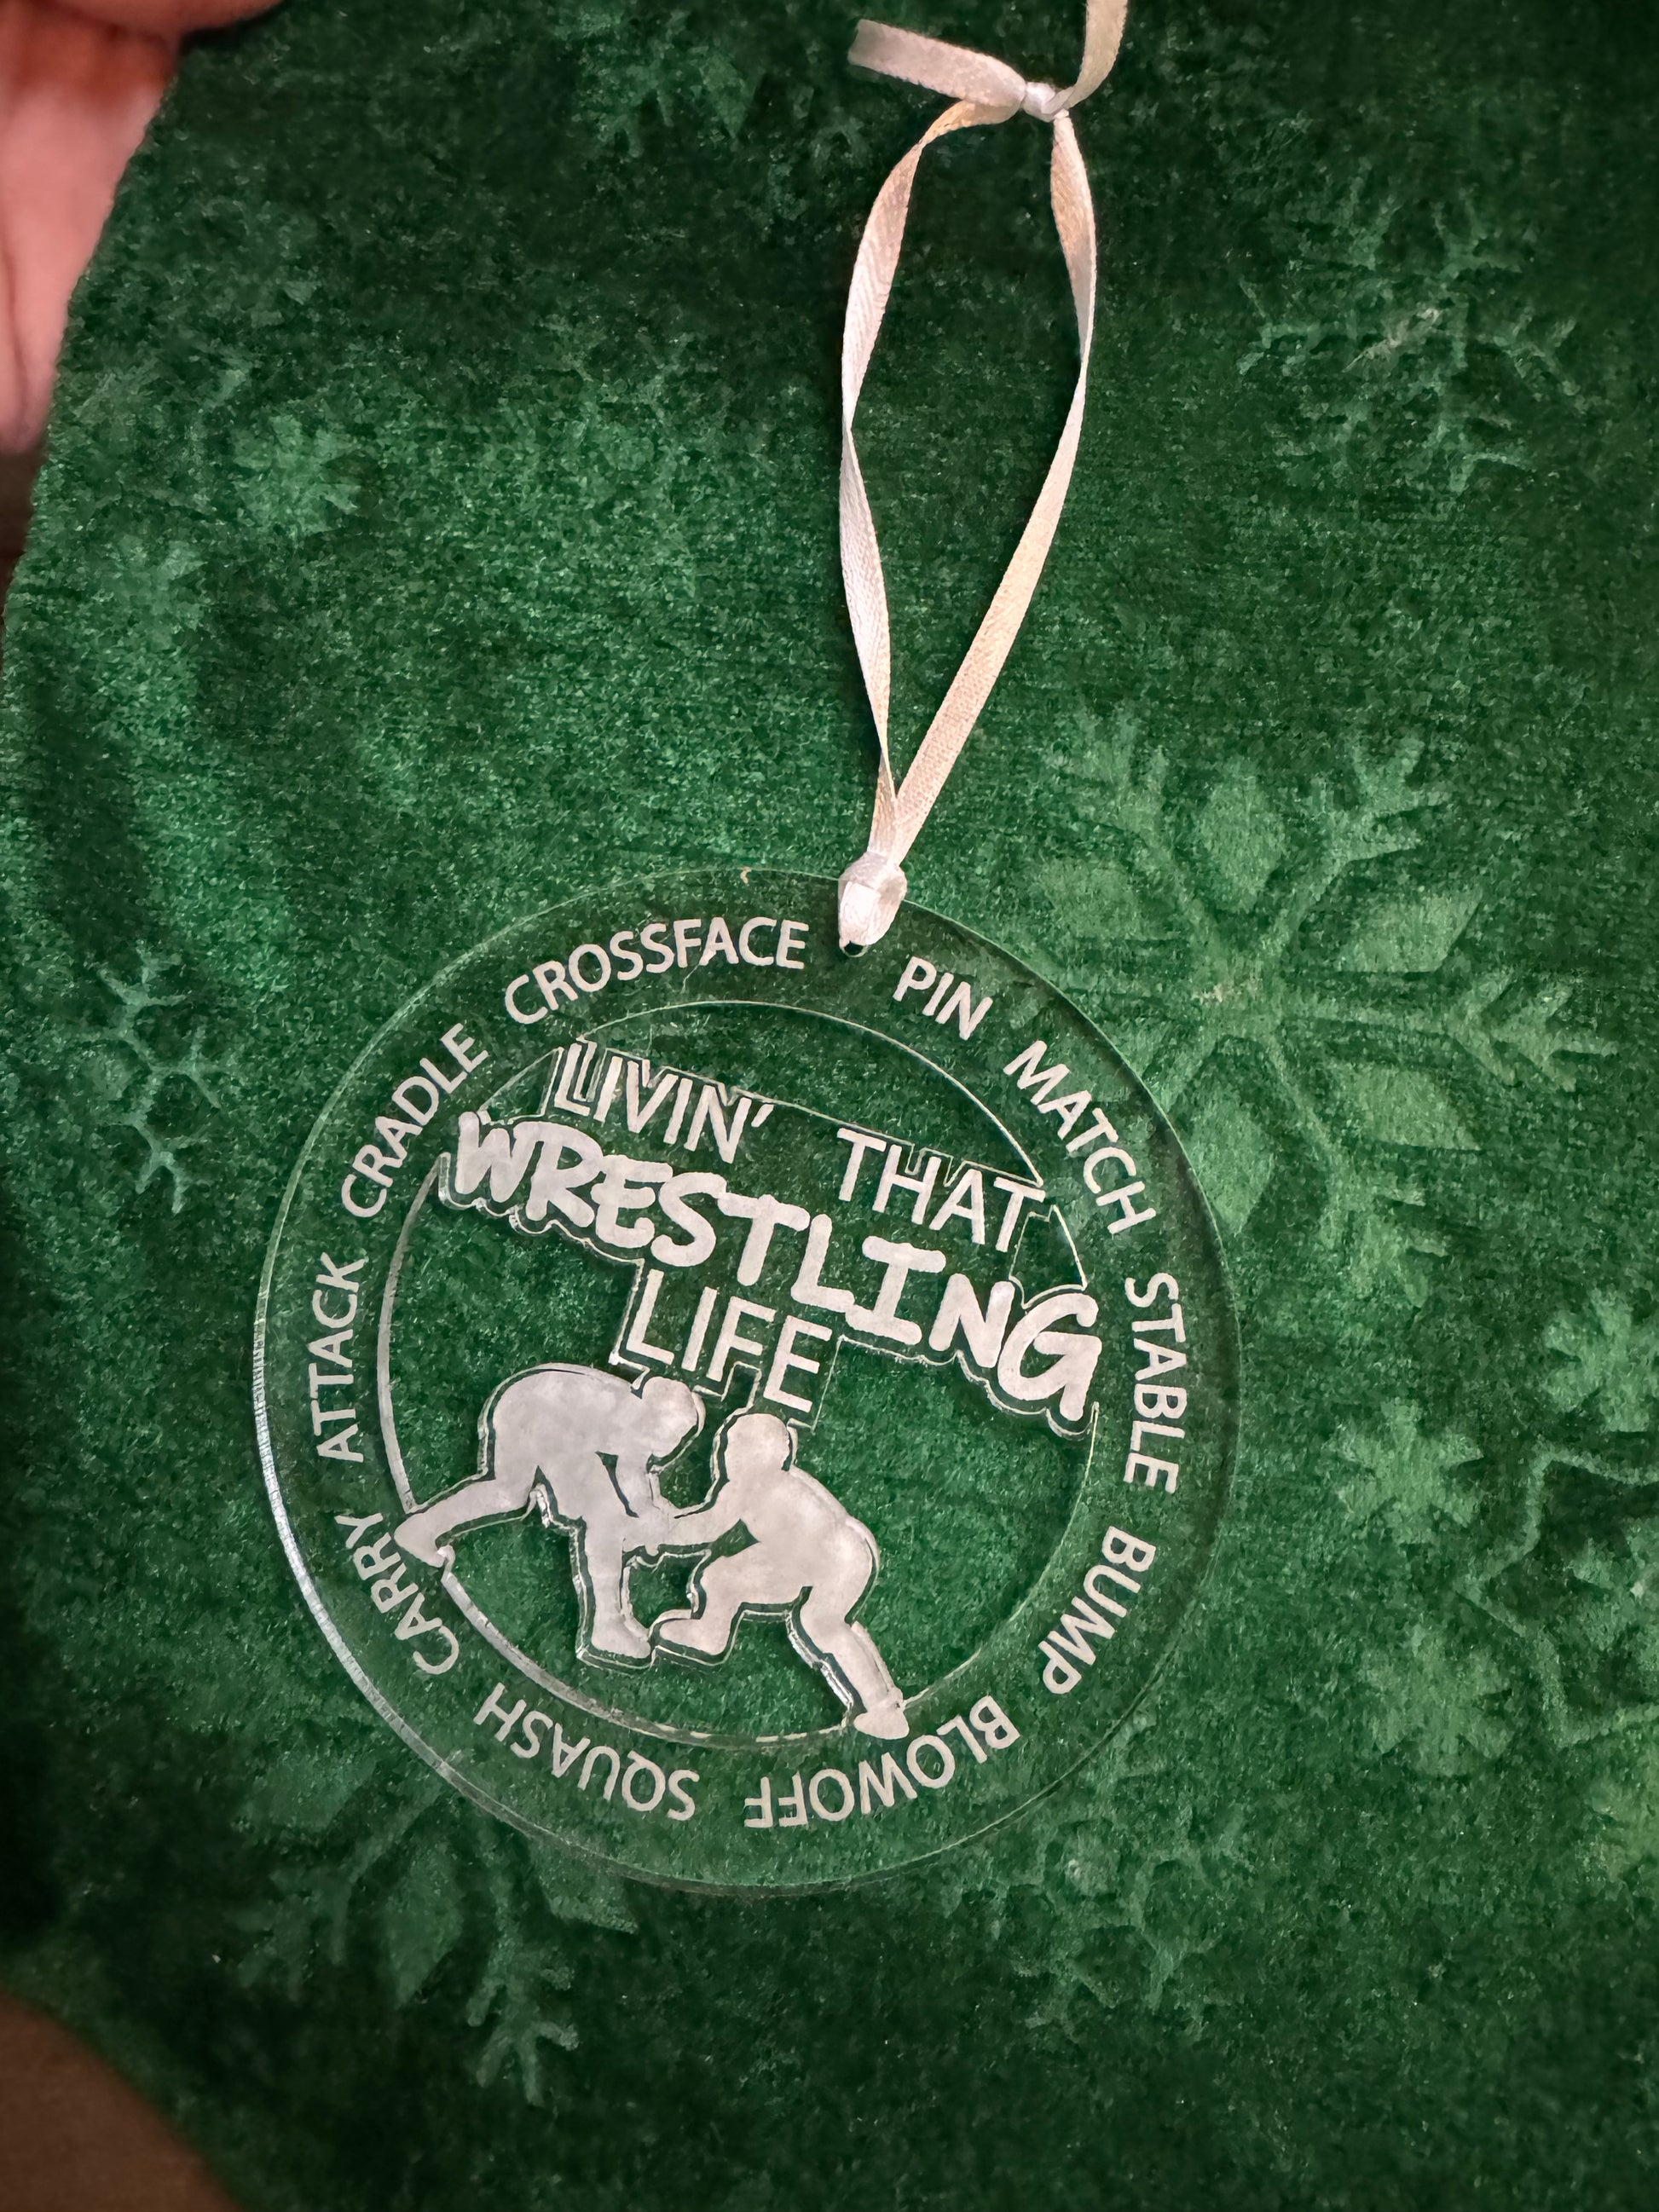 PIN MATCH STABLE BUMP BLOWOFF SQUASH CARRY ATTACK CRADLE CROSSFACE
LIVIN' THAT
WRESTLING
LIFE